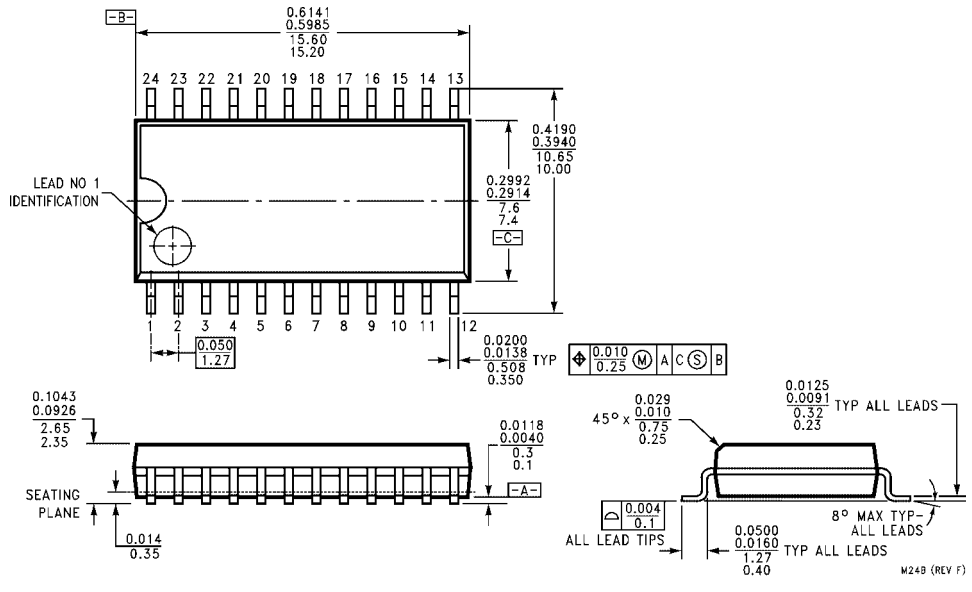 -B-
0.6141
0.5985
15.60
15.20
24 23 22 21 20 19 18 17 16 15 14 13
0.4190
0.3940
10.65
10.00
0.2992
0.2914
7.6
7.4
-C-
LEAD NO 1
IDENTIFICATION
1 2 3 4 5 6 7 8 9 10 11 12
0.050
1.27
0.0200
0.0138
0.508
0.350
TYP
0.010
0.25
M A C S B
0.1043
0.0926
2.65
2.35
0.0118
0.0040
0.3
0.1
-A-
SEATING
PLANE
0.014
0.35
45° x
0.029
0.010
0.75
0.25
0.0125
0.0091
0.32
0.23
TYP ALL LEADS
0.004
0.1
ALL LEAD TIPS
0.0500
0.0160
1.27
0.40
TYP ALL LEADS
8° MAX TYP-
ALL LEADS
M24B (REV F)